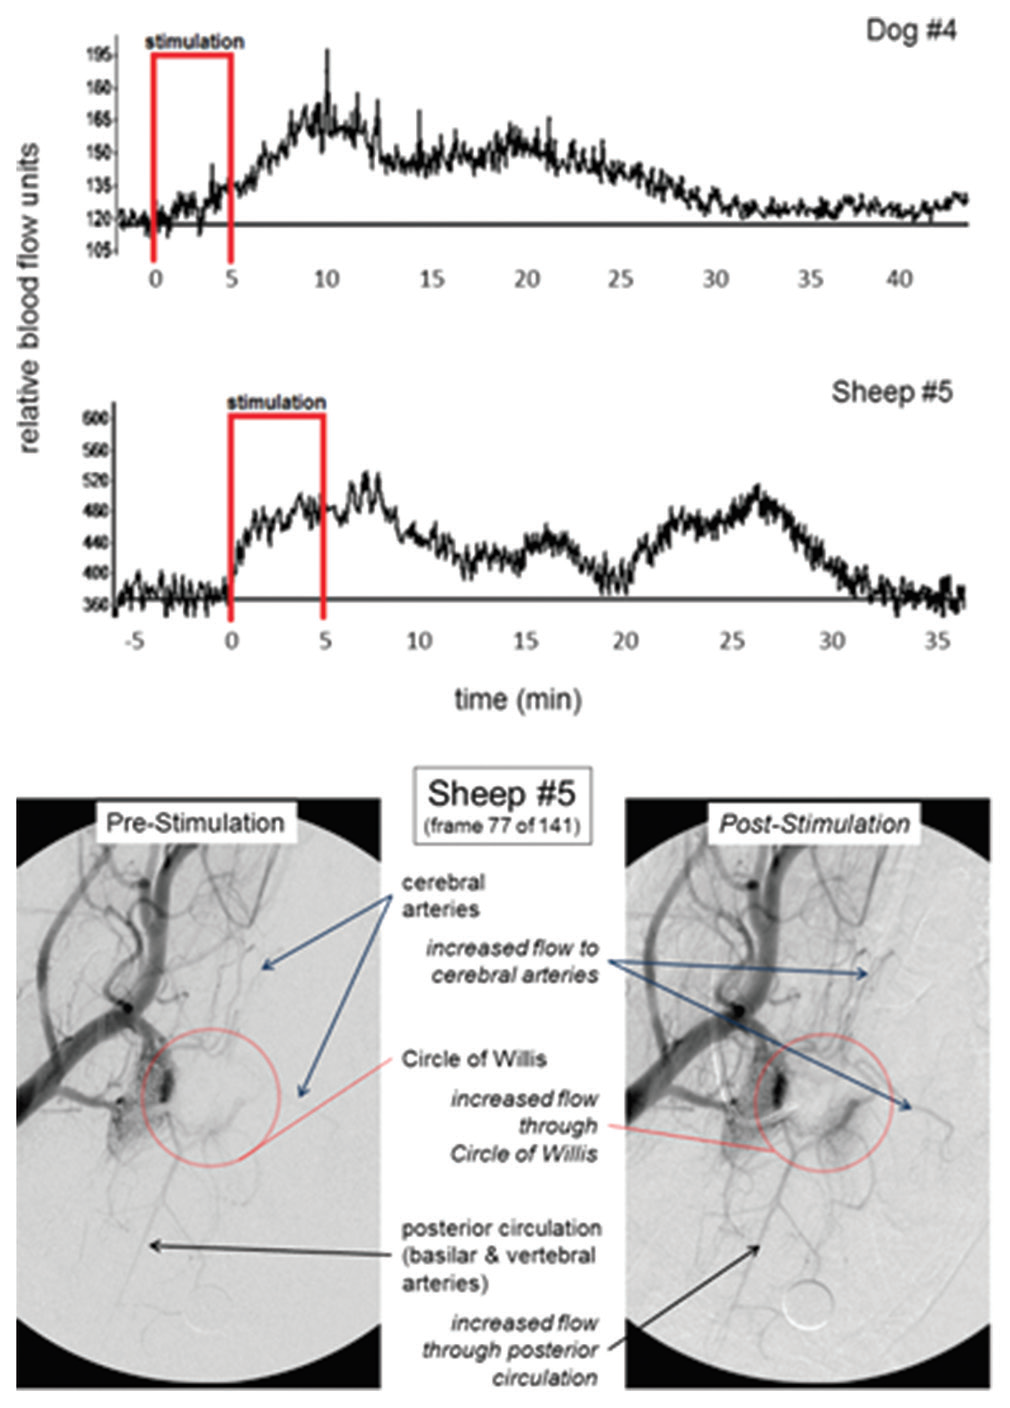 Dog #4
stimulation
195
180
165
150
135
120
105
0 5 10 15 20 25 30 35 40
relative blood flow units
Sheep #5
stimulation
600
560
520
480
440
400
360
-5 0 5 10 15 20 25 30 35
time (min)
Sheep #5
(frame 77 of 141)
Pre-Stimulation
Post-Stimulation
cerebral
arteries
increased flow to
cerebral arteries
Circle of Willis
increased flow
through
Circle of Willis
posterior circulation
(basilar & vertebral
arteries)
increased flow
through posterior
circulation